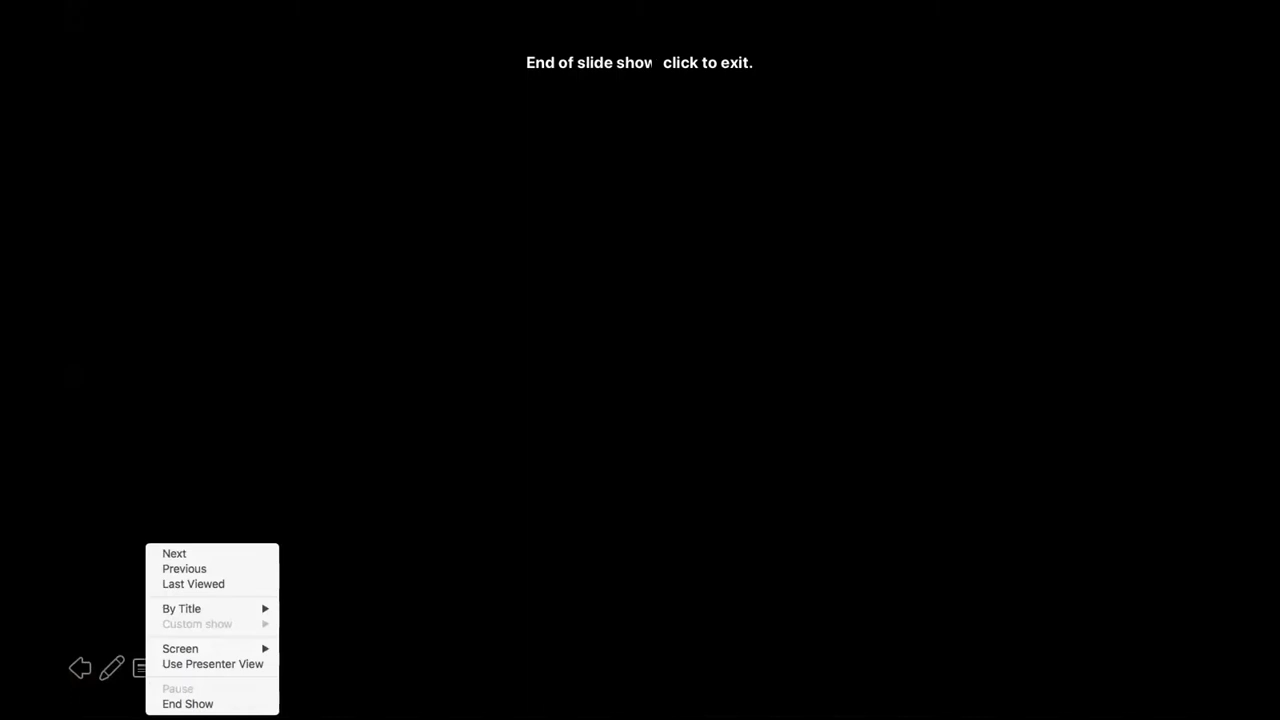 End of slide show click to exit.
Next
Previous
Last Viewed
By Title
Custom show
Screen
Use Presenter View
Pause
End Show